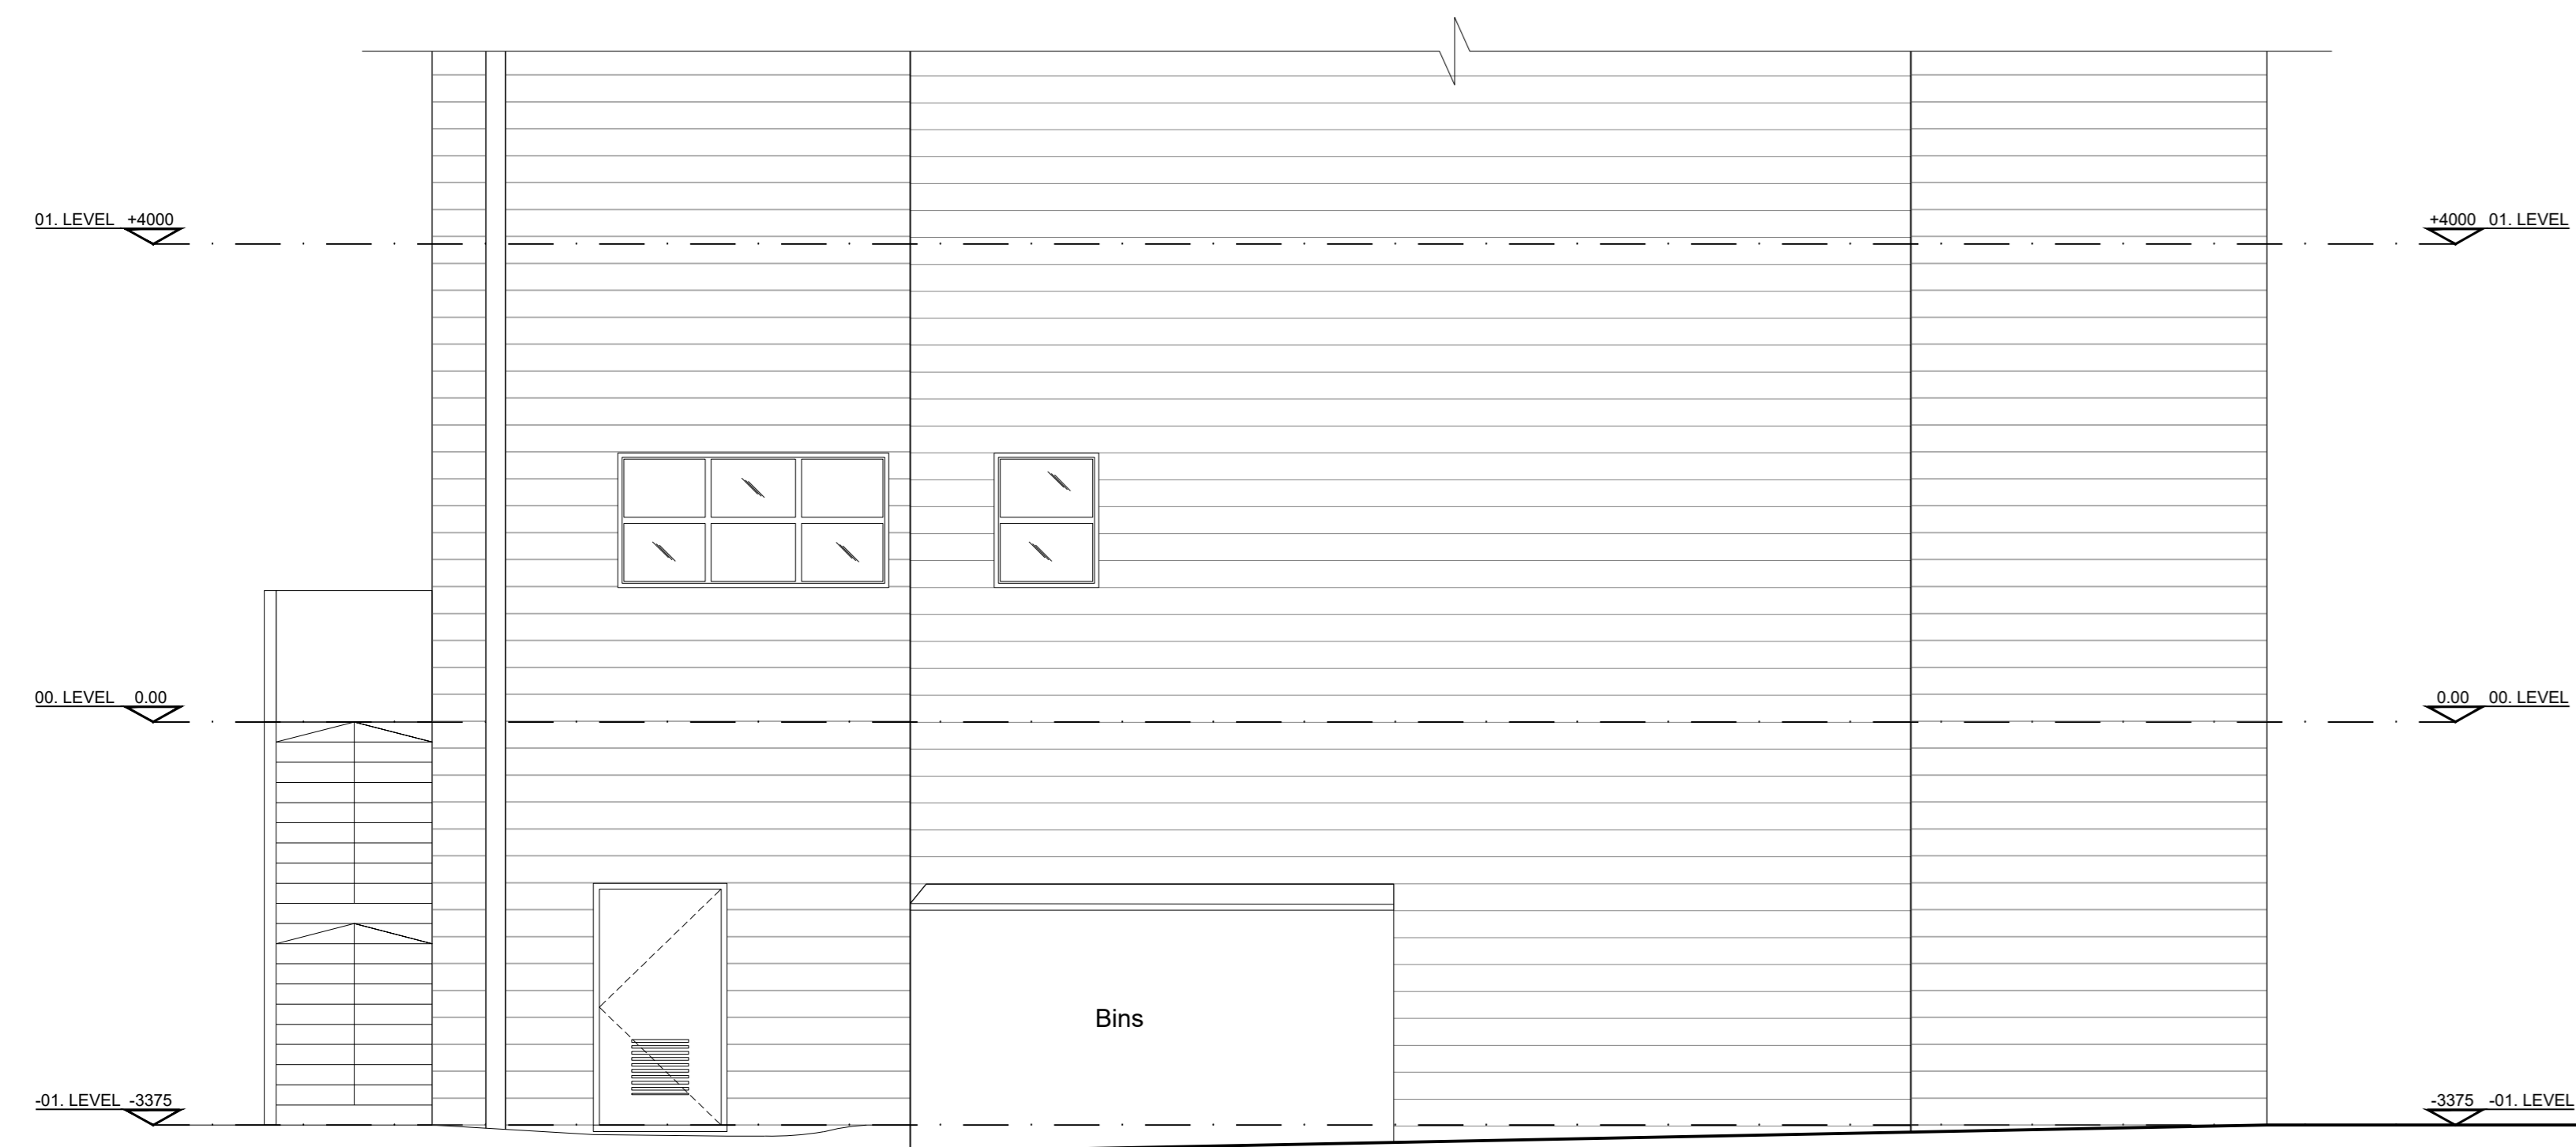 01. LEVEL +4000
+4000 01. LEVEL
00. LEVEL 0.00
0.00 00. LEVEL
Bins
-01. LEVEL -3375
-3375 -01. LEVEL